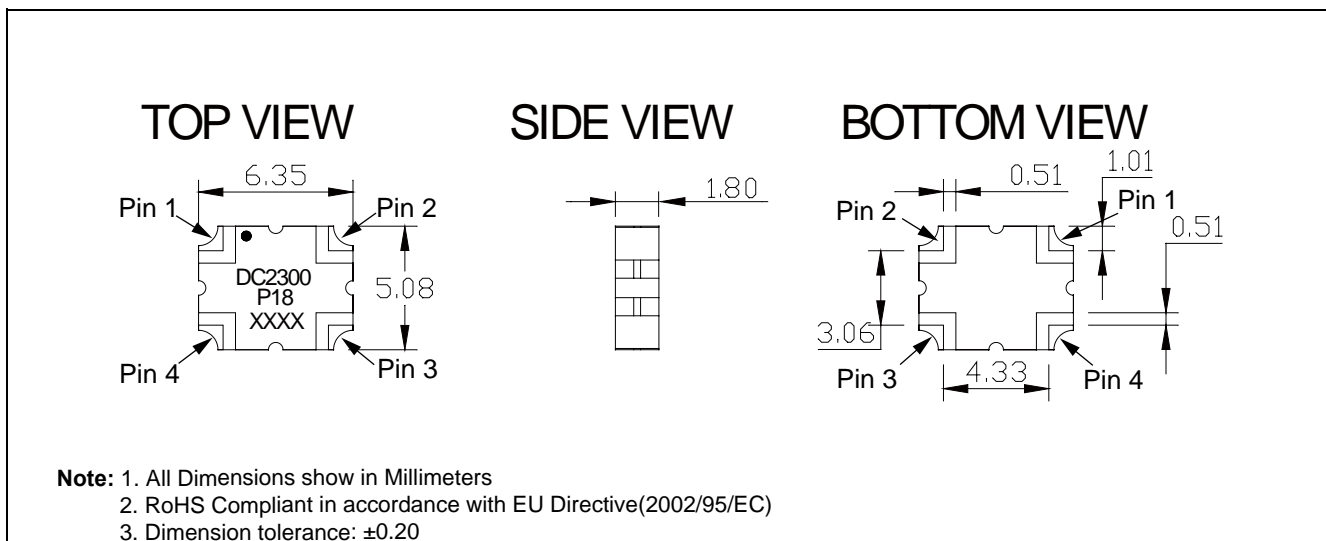 TOP VIEW
SIDE VIEW
BOTTOM VIEW
6.35
Pin 1
Pin 2
DC2300
P18
XXXX
5.08
Pin 4
Pin 3
1.80
0.51
1.01
Pin 2
Pin 1
0.51
3.06
Pin 3
4.33
Pin 4
Note: 1. All Dimensions show in Millimeters
2. RoHS Compliant in accordance with EU Directive(2002/95/EC)
3. Dimension tolerance: ±0.20